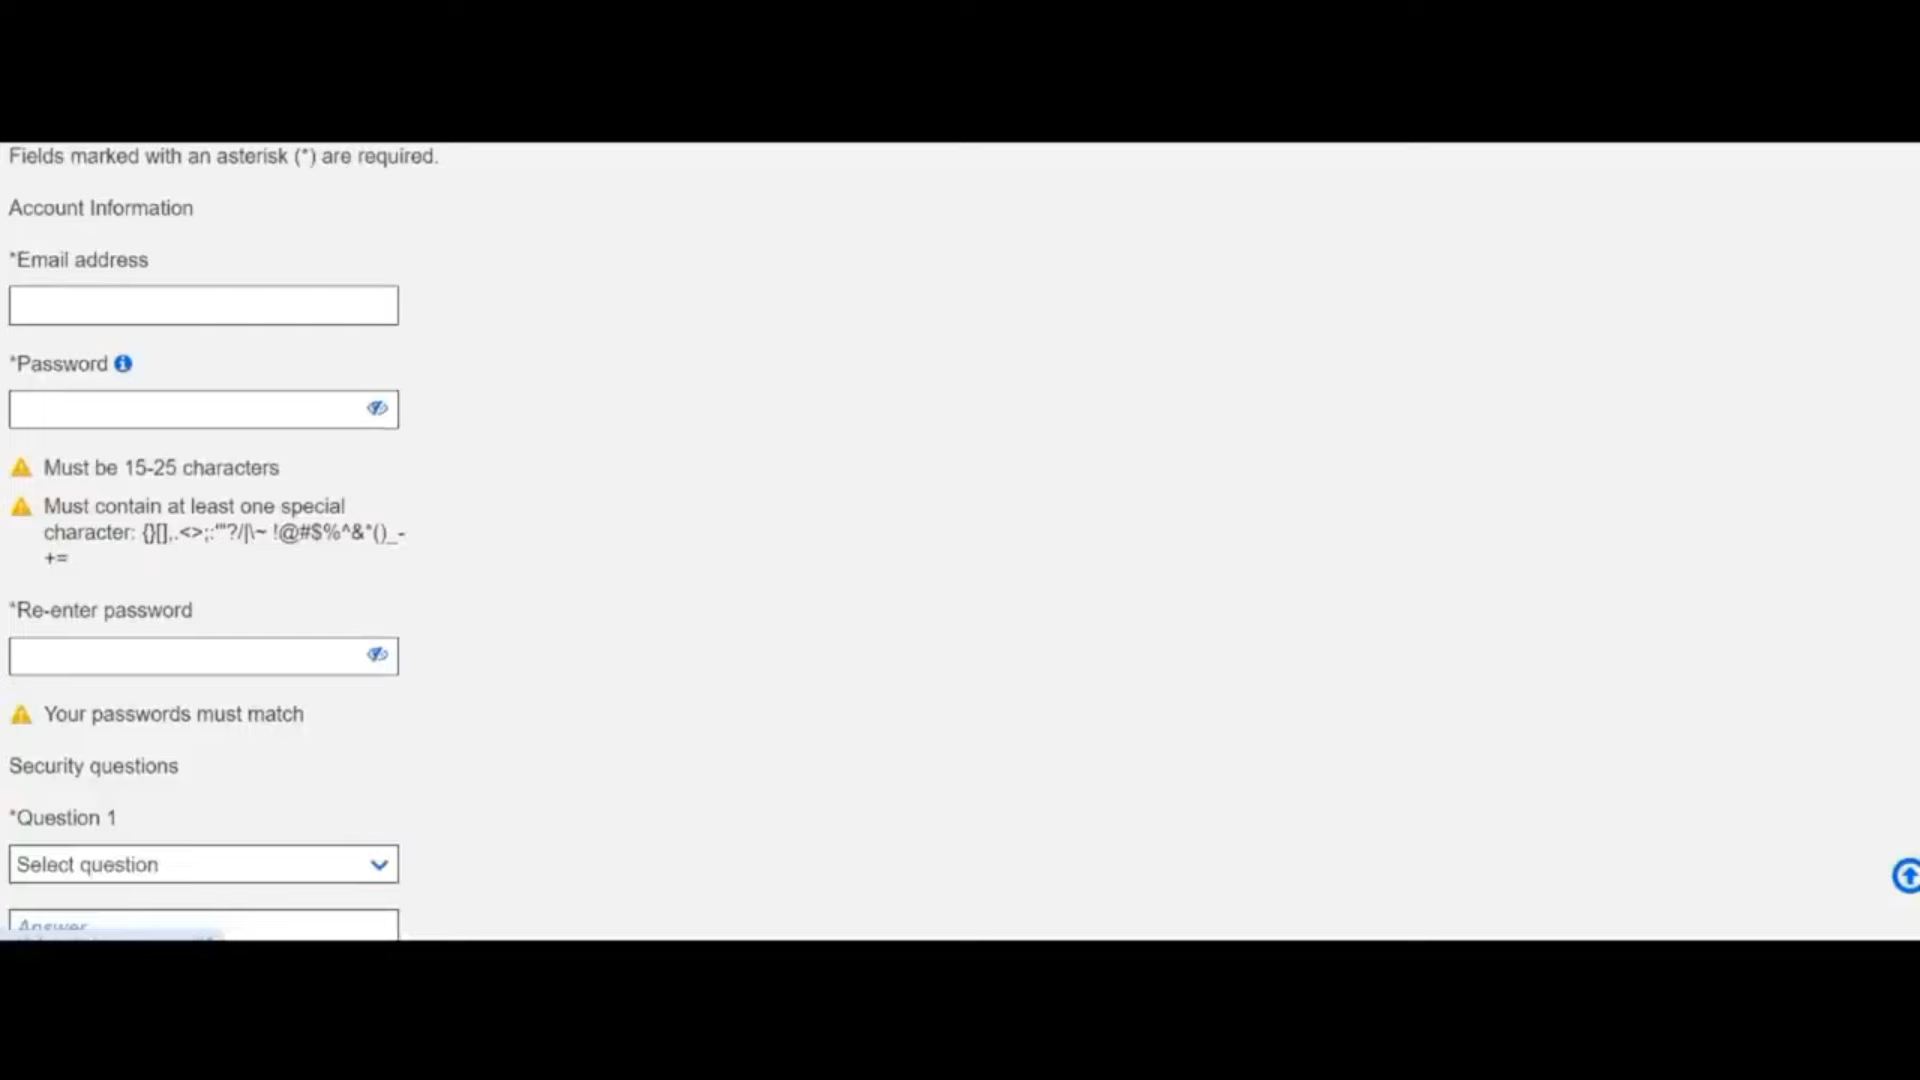 Fields marked with an asterisk (*) are required.
Account Information
*Email address
*Password
Must be 15-25 characters
Must contain at least one special
character: {}[],.<>;:'"?/|\~ !@#$%^&*()_-
+=
*Re-enter password
Your passwords must match
Security questions
*Question 1
Select question
Answer